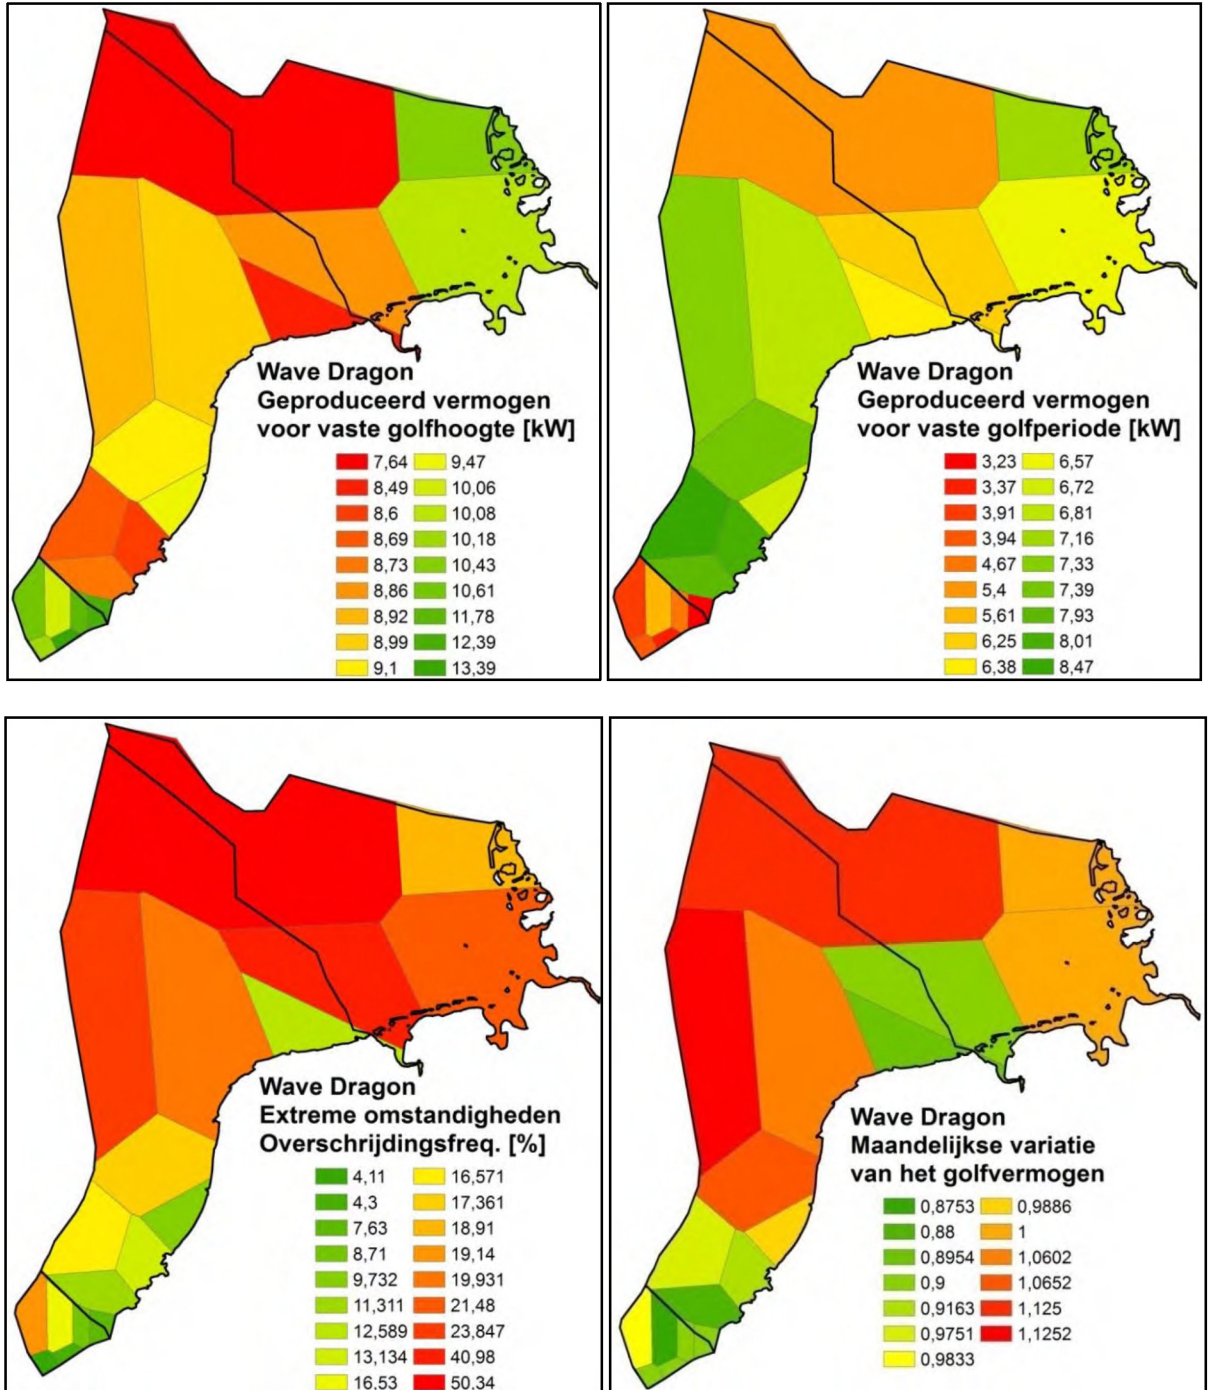 Wave Dragon
Geproduceerd vermogen
voor vaste golfhoogte [kW]
7,64 9,47
8,49 10,06
8,6 10,08
8,69 10,18
8,73 10,43
8,86 10,61
8,92 11,78
8,99 12,39
9,1 13,39
Wave Dragon
Geproduceerd vermogen
voor vaste golfperiode [kW]
3,23 6,57
3,37 6,72
3,91 6,81
3,94 7,16
4,67 7,33
5,4 7,39
5,61 7,93
6,25 8,01
6,38 8,47
Wave Dragon
Extreme omstandigheden
Overschrijdingsfreq. [%]
4,11 16,571
4,3 17,361
7,63 18,91
8,71 19,14
9,732 19,931
11,311 21,48
12,589 23,847
13,134 40,98
16,53 50,34
Wave Dragon
Maandelijkse variatie
van het golfvermogen
0,8753 0,9886
0,88 1
0,8954 1,0602
0,9 1,0652
0,9163 1,125
0,9751 1,1252
0,9833